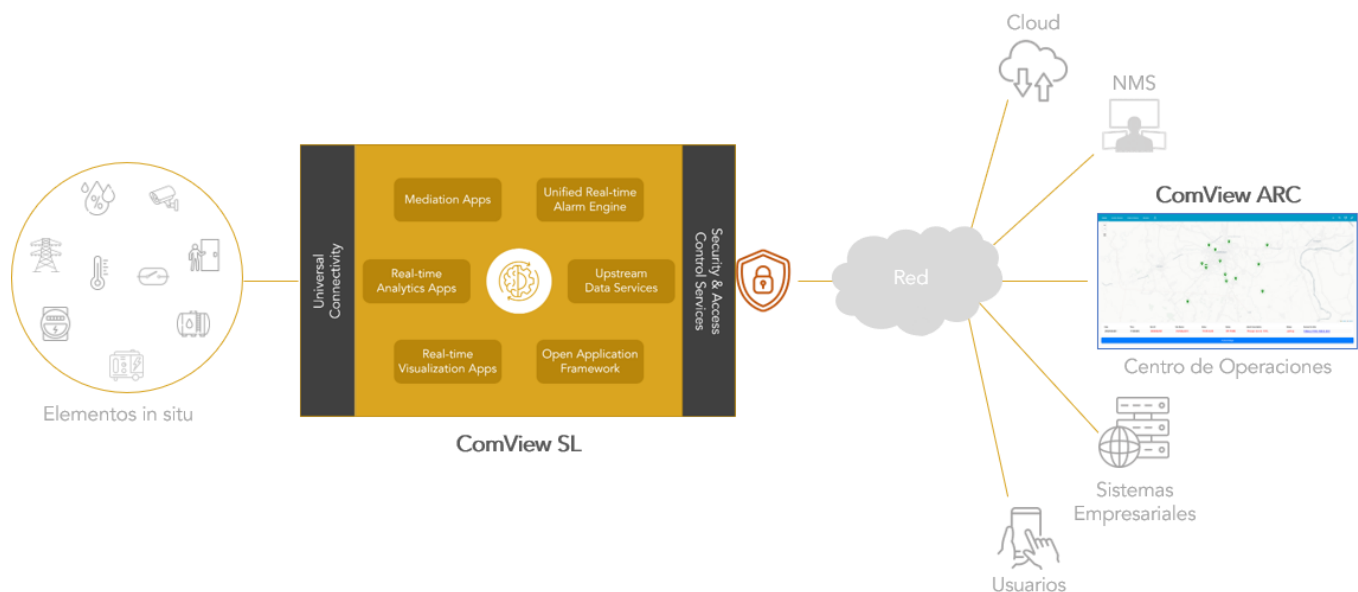 Cloud
NMS
ComView ARC
Centro de Operaciones
Elementos in situ
Universal
Connectivity
Mediation Apps
Unified Real-time
Alarm Engine
Real-time
Analytics Apps
Upstream
Data Services
Real-time
Visualization Apps
Open Application
Framework
Security & Access
Control Services
ComView SL
Red
%
Sistemas
Empresariales
Usuarios